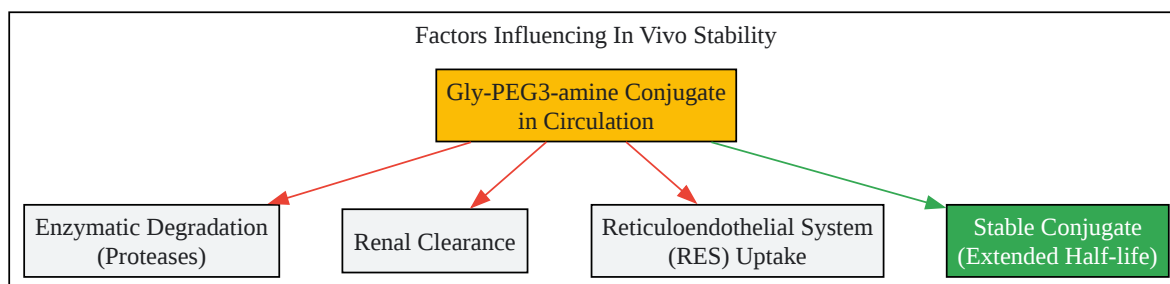 Factors Influencing In Vivo Stability
Gly-PEG3-amine Conjugate
in Circulation
Enzymatic Degradation
(Proteases)
Renal Clearance
Reticuloendothelial System
(RES) Uptake
Stable Conjugate
(Extended Half-life)